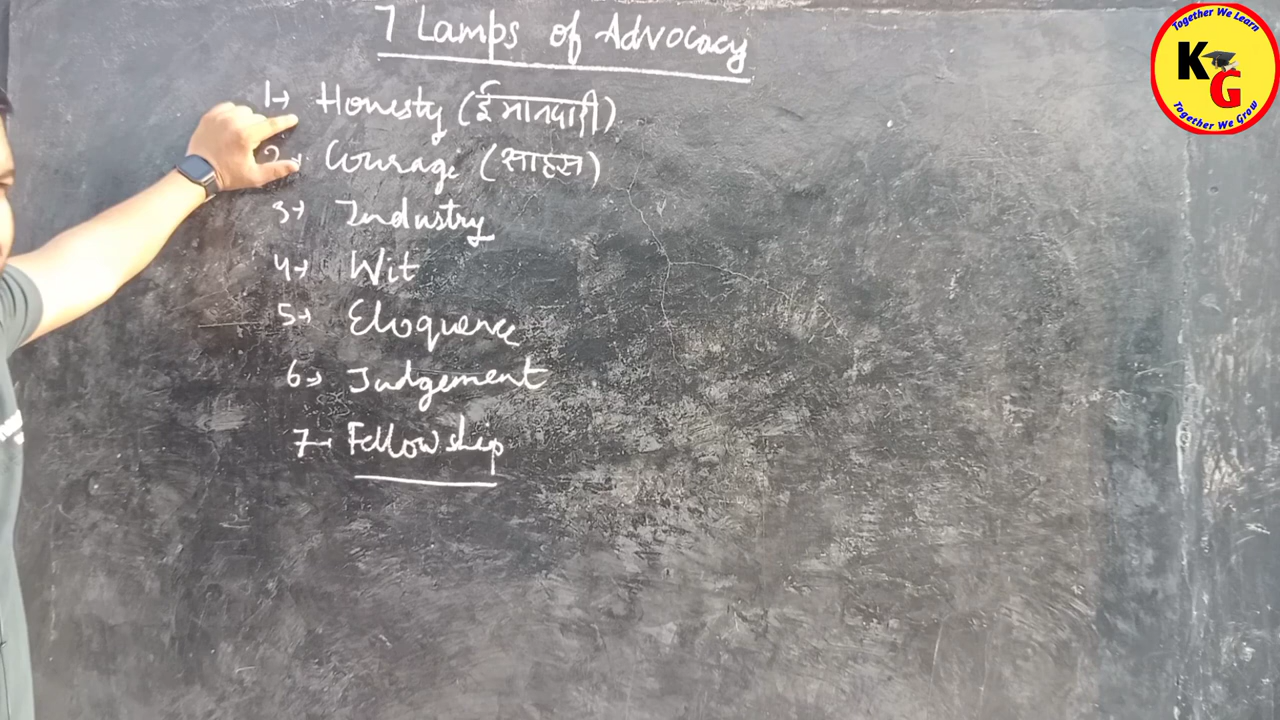 7 Lamps of Advocacy
1→ Honesty (ईमानदारी)
2→ Courage (साहस)
3→ Industry
4→ Wit
5→ Eloquence
6→ Judgement
7→ Fellowship
Together We Learn
KG
Together We Grow